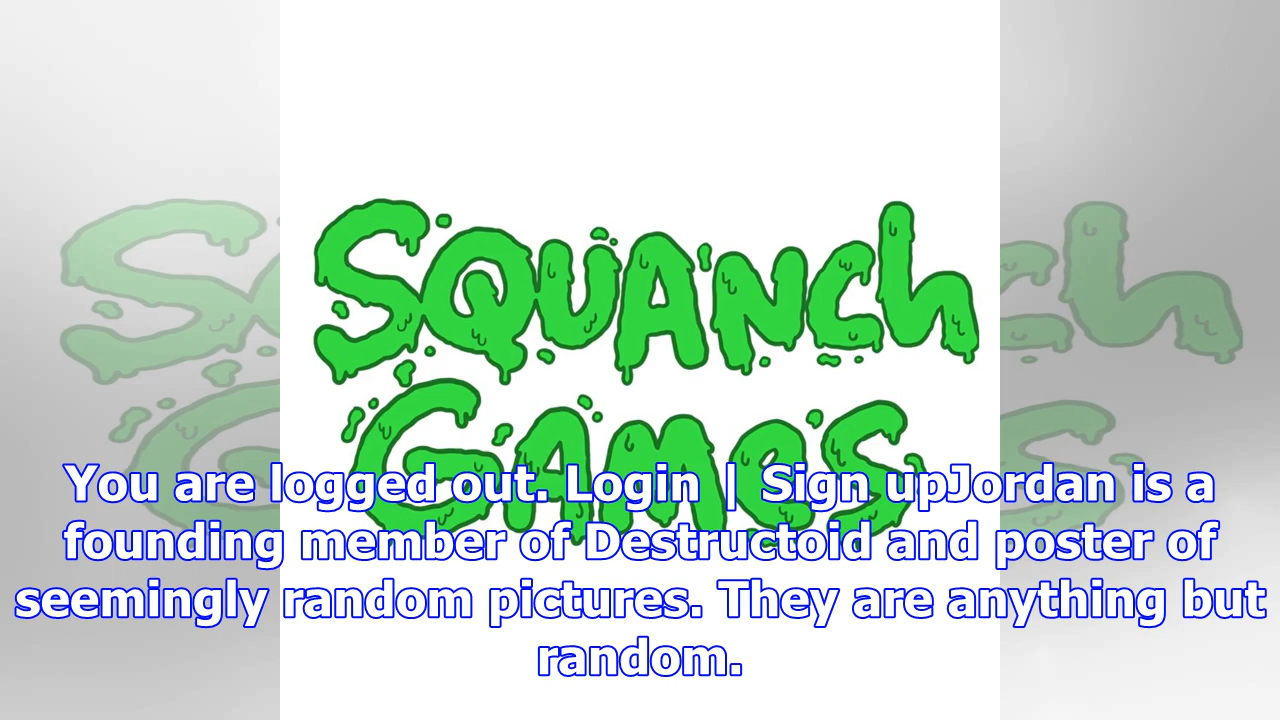 SQUANCH
GAMES
You are logged out. Login | Sign upJordan is a
founding member of Destructoid and poster of
seemingly random pictures. They are anything but
random.